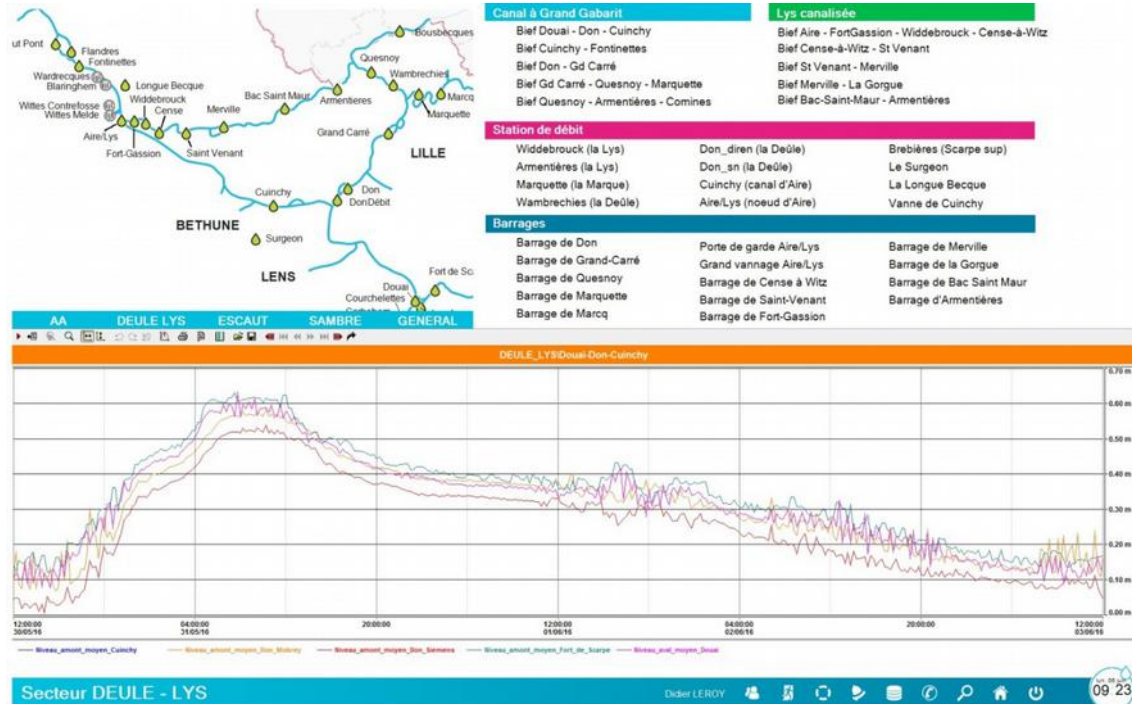 ut Pont
Flandres
Fontinettes
Wardrecques
Blaringhem
Longue Becque
Wittes Contrefosse
Widdebrouck
Wittes Melde
Cense
Merville
Bac Saint Maur
Armentieres
Quesnoy
Bousbecques
Wambrechies
Marcq
Marquette
Aire/Lys
Fort-Gassion
Saint Venant
Grand Carré
LILLE
Cuinchy
Don
DonDébit
BETHUNE
Surgeon
LENS
Fort de Sc
Douai
Courchelettes
AA DEULE LYS ESCAUT SAMBRE GENERAL
Canal à Grand Gabarit
Bief Douai - Don - Cuinchy
Bief Cuinchy - Fontinettes
Bief Don - Gd Carré
Bief Gd Carré - Quesnoy - Marquette
Bief Quesnoy - Armentières - Comines
Lys canalisée
Bief Aire - FortGassion - Widdebrouck - Cense-à-Witz
Bief Cense-à-Witz - St Venant
Bief St Venant - Merville
Bief Merville - La Gorgue
Bief Bac-Saint-Maur - Armentières
Station de débit
Widdebrouck (la Lys) Don_diren (la Deûle) Brebières (Scarpe sup)
Armentières (la Lys) Don_sn (la Deûle) Le Surgeon
Marquette (la Marque) Cuinchy (canal d'Aire) La Longue Becque
Wambrechies (la Deûle) Aire/Lys (noeud d'Aire) Vanne de Cuinchy
Barrages
Barrage de Don Porte de garde Aire/Lys Barrage de Merville
Barrage de Grand-Carré Grand vannage Aire/Lys Barrage de la Gorgue
Barrage de Quesnoy Barrage de Cense à Witz Barrage de Bac Saint Maur
Barrage de Marquette Barrage de Saint-Venant Barrage d'Armentières
Barrage de Marcq Barrage de Fort-Gassion
DEULE_LYS\Douai-Don-Cuinchy
0.70 m
0.60 m
0.50 m
0.40 m
0.30 m
0.20 m
0.10 m
0.00 m
12:00:00 04:00:00 20:00:00 12:00:00 04:00:00 20:00:00 12:00:00
30/05/16 31/05/16 01/06/16 02/06/16 03/06/16
Niveau_amont_moyen_Cuinchy Niveau_amont_moyen_Don_Mobrey Niveau_amont_moyen_Don_Siemens Niveau_amont_moyen_Fort_de_Scarpe Niveau_aval_moyen_Douai
Secteur DEULE - LYS Didier LEROY
09 23